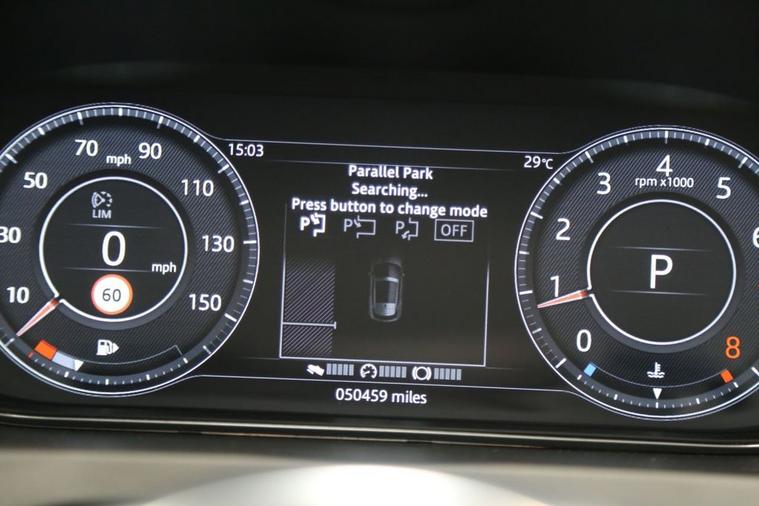 70 mph 90
50
110
30
LIM
0 mph
130
60
10
150
15:03
29°C
Parallel Park
Searching...
Press button to change mode
P P P OFF
050459 miles
4
rpm x1000
3
5
2
6
1
P
0
8